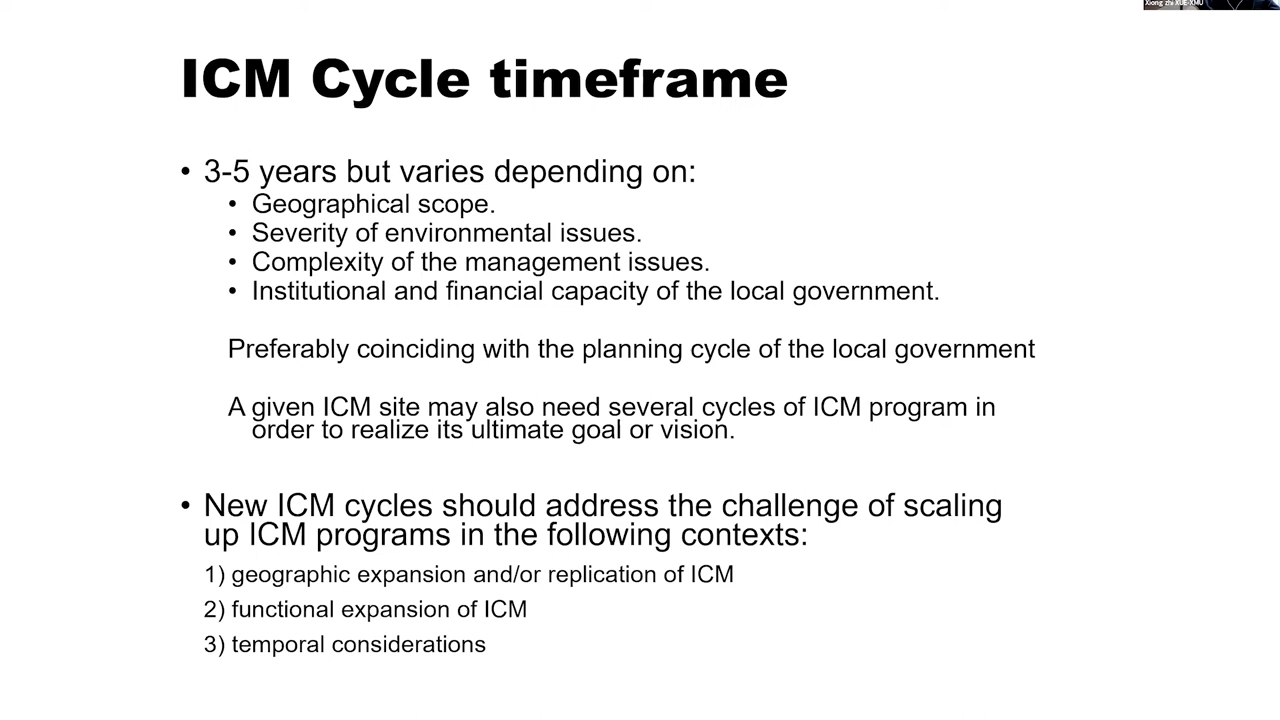 Xiong zhi XUE-XMU
ICM Cycle timeframe
• 3-5 years but varies depending on:
• Geographical scope.
• Severity of environmental issues.
• Complexity of the management issues.
• Institutional and financial capacity of the local government.
Preferably coinciding with the planning cycle of the local government
A given ICM site may also need several cycles of ICM program in
order to realize its ultimate goal or vision.
• New ICM cycles should address the challenge of scaling
up ICM programs in the following contexts:
1) geographic expansion and/or replication of ICM
2) functional expansion of ICM
3) temporal considerations